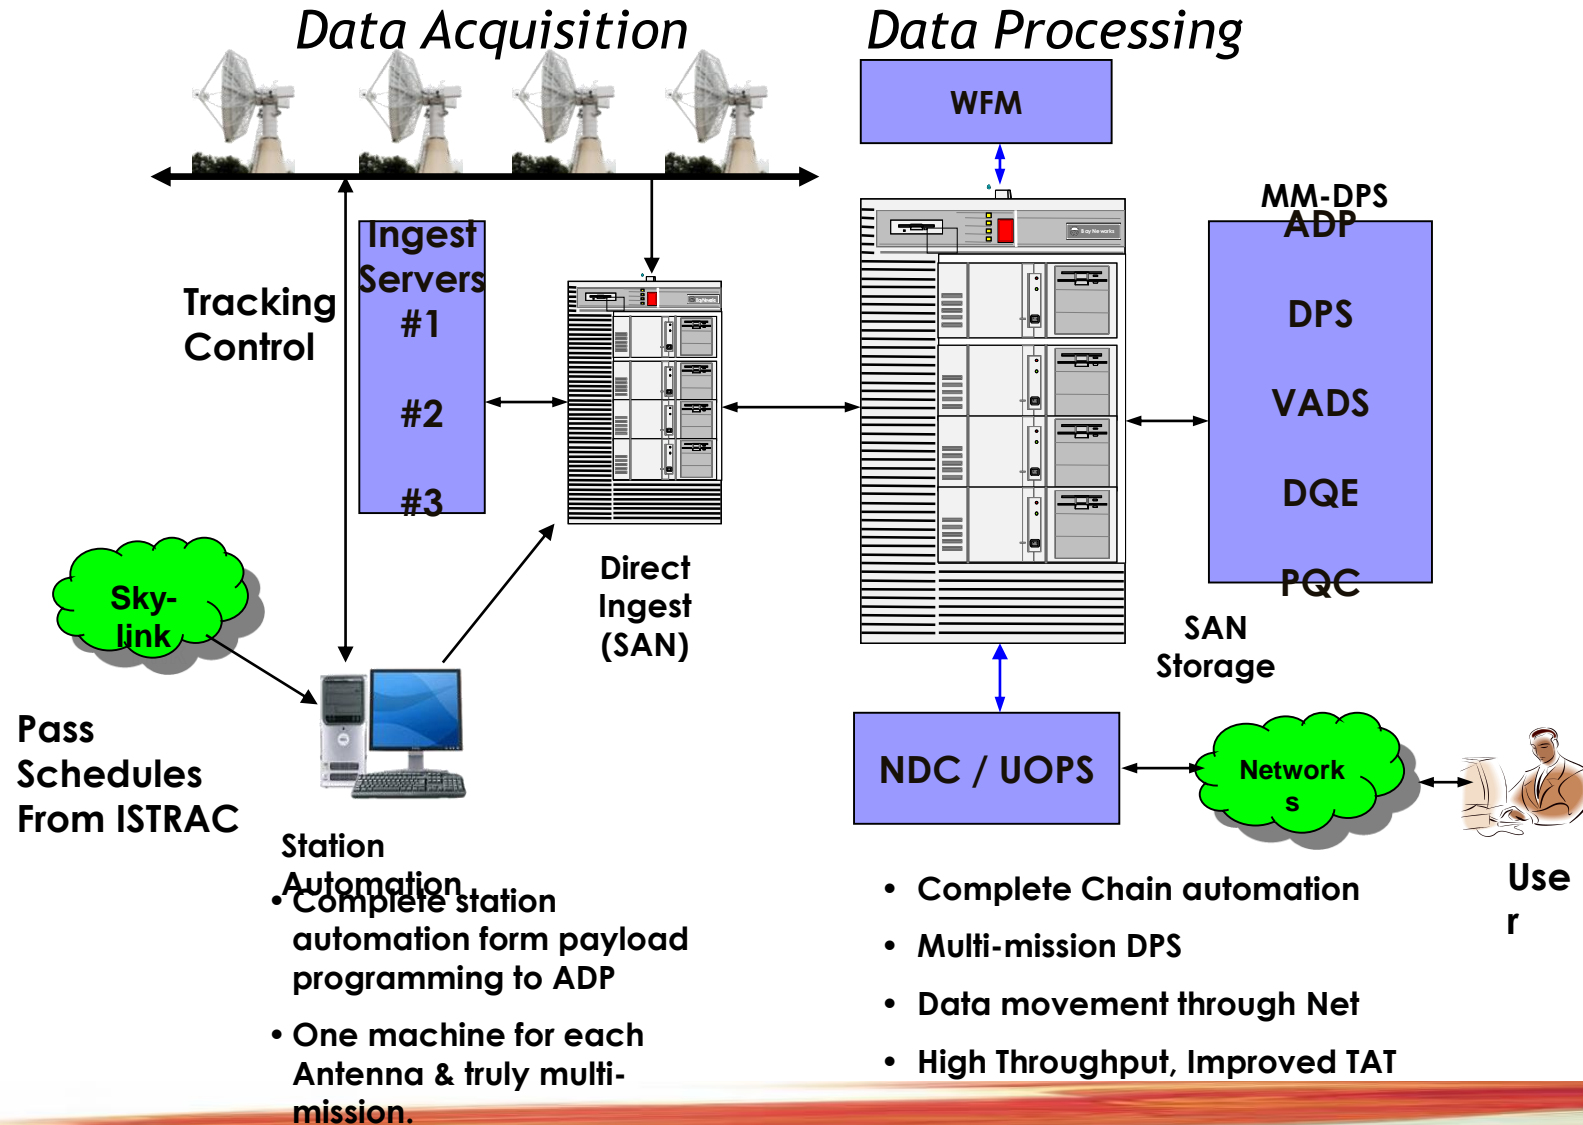 Data Acquisition
Data Processing
WFM
MM-DPS
ADP
DPS
VADS
DQE
PQC
Ingest
Servers
#1
#2
#3
Tracking
Control
Bay Networks
Direct
Ingest
(SAN)
SAN
Storage
Sky-
link
Pass
Schedules
From ISTRAC
Station
Automation
NDC / UOPS
Network
s
Use
r
• Complete station
automation form payload
programming to ADP
• One machine for each
Antenna & truly multi-
mission.
• Complete Chain automation
• Multi-mission DPS
• Data movement through Net
• High Throughput, Improved TAT